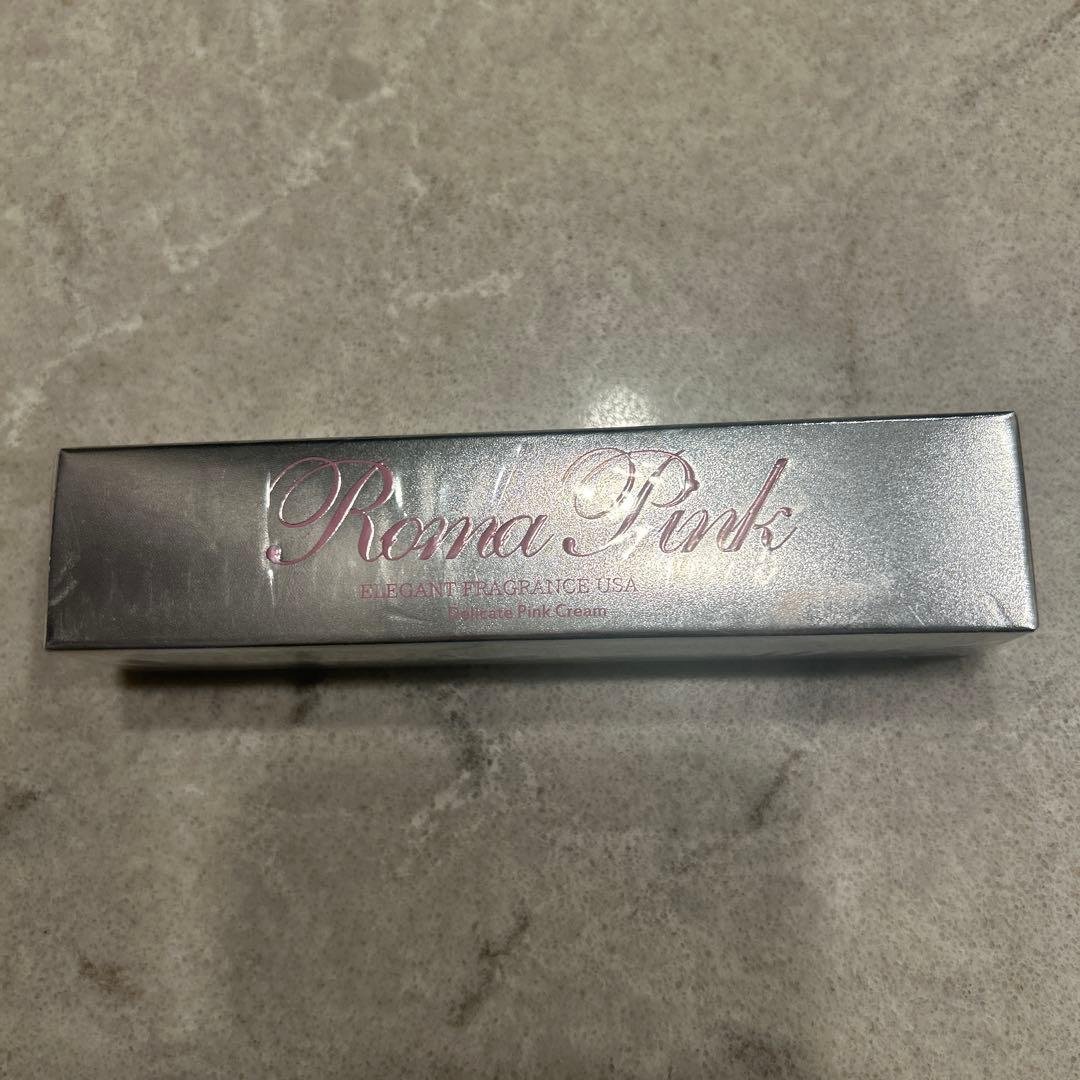 Roma Pink
ELEGANT FRAGRANCE USA
Delicate Pink Cream